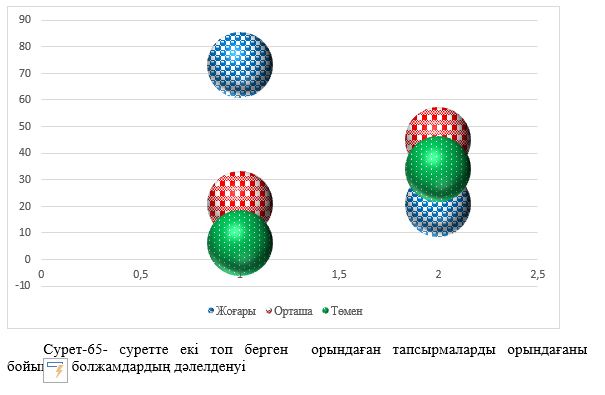 90
80
70
60
50
40
30
20
10
0
-10
0 0,5 1 1,5 2 2,5
Жоғары Орташа Төмен
Сурет-65- суретте екі топ берген орындаған тапсырмаларды орындағаны
болжамдардың дәлелденуі